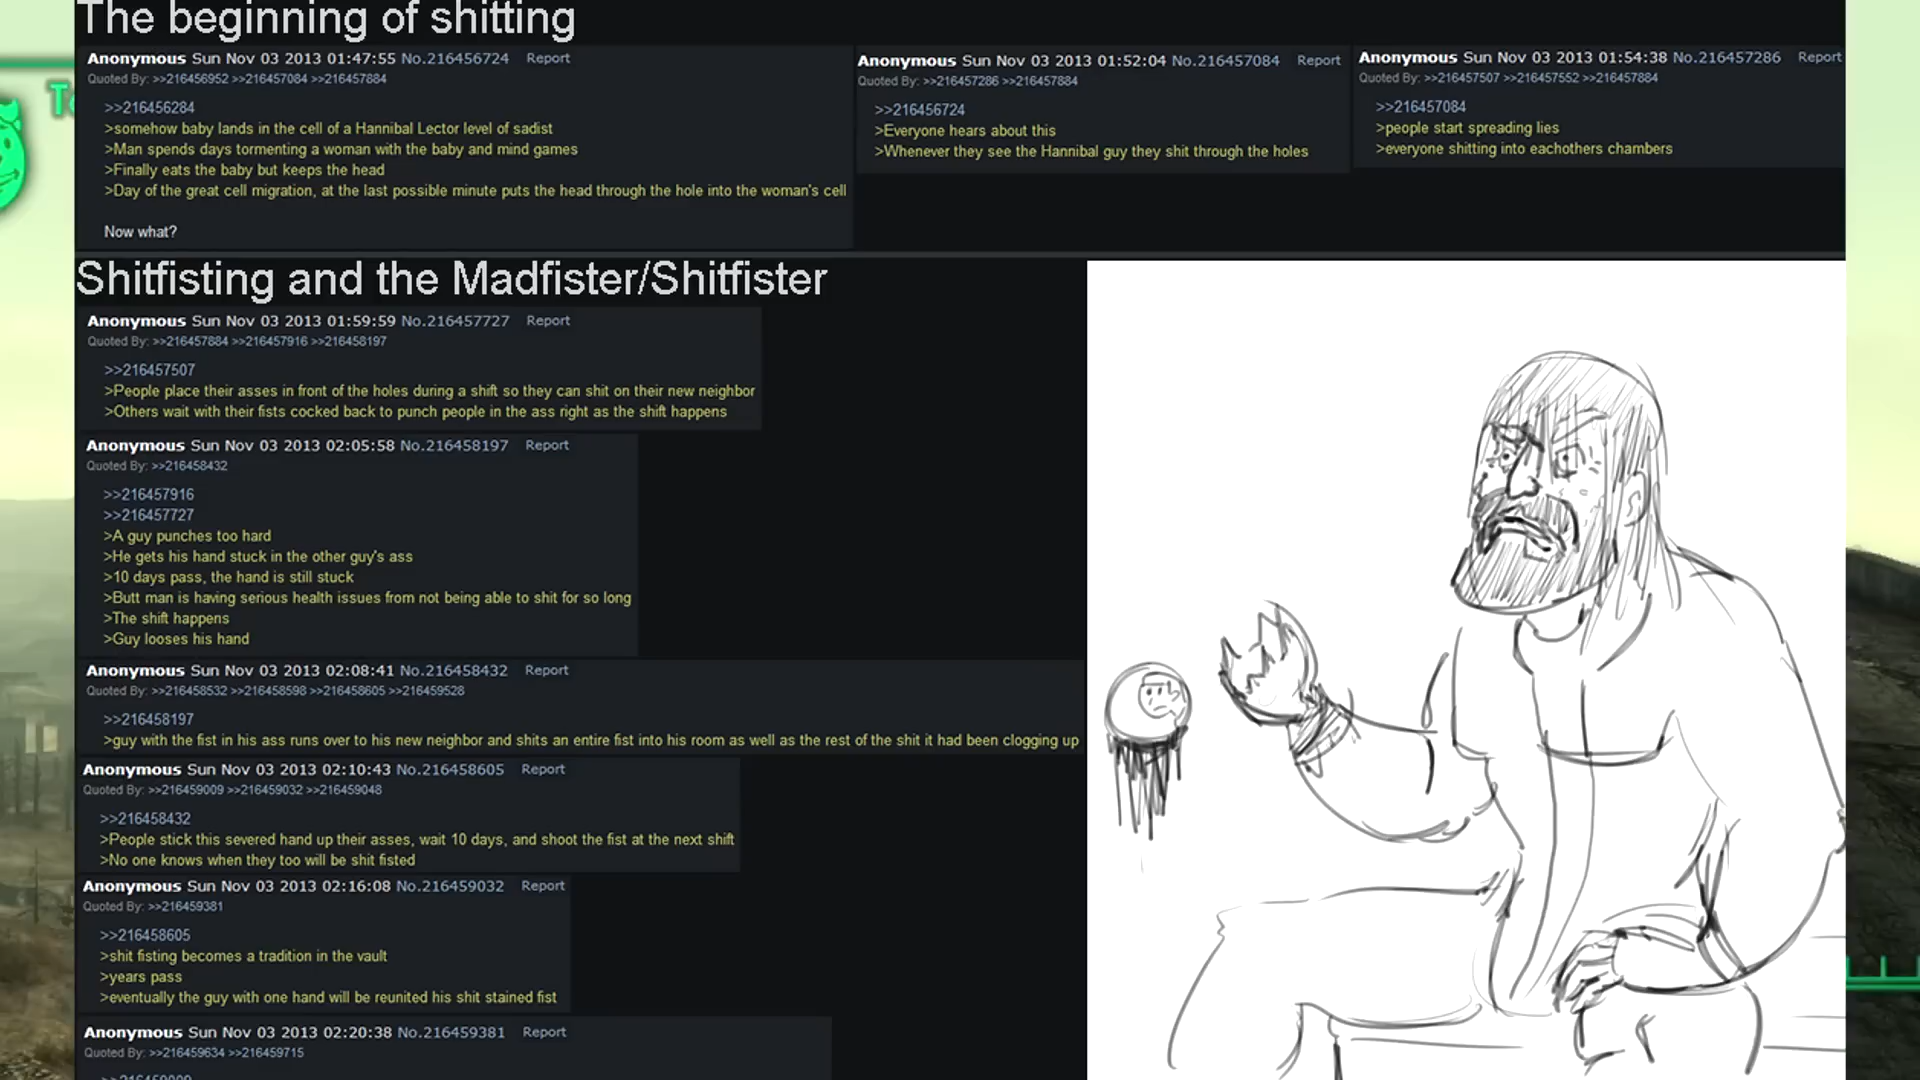 The beginning of shitting
Anonymous Sun Nov 03 2013 01:47:55 No.216456724 Report
Quoted By: >>216456952 >>216457084 >>216457884
>>216456284
>somehow baby lands in the cell of a Hannibal Lector level of sadist
>Man spends days tormenting a woman with the baby and mind games
>Finally eats the baby but keeps the head
>Day of the great cell migration, at the last possible minute puts the head through the hole into the woman's cell
Now what?
Anonymous Sun Nov 03 2013 01:52:04 No.216457084 Report
Quoted By: >>216457286 >>216457884
>>216456724
>Everyone hears about this
>Whenever they see the Hannibal guy they shit through the holes
Anonymous Sun Nov 03 2013 01:54:38 No.216457286 Report
Quoted By: >>216457507 >>216457552 >>216457884
>>216457084
>people start spreading lies
>everyone shitting into eachothers chambers
Shitfisting and the Madfister/Shitfister
Anonymous Sun Nov 03 2013 01:59:59 No.216457727 Report
Quoted By: >>216457884 >>216457916 >>216458197
>>216457507
>People place their asses in front of the holes during a shift so they can shit on their new neighbor
>Others wait with their fists cocked back to punch people in the ass right as the shift happens
Anonymous Sun Nov 03 2013 02:05:58 No.216458197 Report
Quoted By: >>216458432
>>216457916
>>216457727
>A guy punches too hard
>He gets his hand stuck in the other guy's ass
>10 days pass, the hand is still stuck
>Butt man is having serious health issues from not being able to shit for so long
>The shift happens
>Guy looses his hand
Anonymous Sun Nov 03 2013 02:08:41 No.216458432 Report
Quoted By: >>216458532 >>216458598 >>216458605 >>216459528
>>216458197
>guy with the fist in his ass runs over to his new neighbor and shits an entire fist into his room as well as the rest of the shit it had been clogging up
Anonymous Sun Nov 03 2013 02:10:43 No.216458605 Report
Quoted By: >>216459009 >>216459032 >>216459048
>>216458432
>People stick this severed hand up their asses, wait 10 days, and shoot the fist at the next shift
>No one knows when they too will be shit fisted
Anonymous Sun Nov 03 2013 02:16:08 No.216459032 Report
Quoted By: >>216459381
>>216458605
>shit fisting becomes a tradition in the vault
>years pass
>eventually the guy with one hand will be reunited his shit stained fist
Anonymous Sun Nov 03 2013 02:20:38 No.216459381 Report
Quoted By: >>216459634 >>216459715